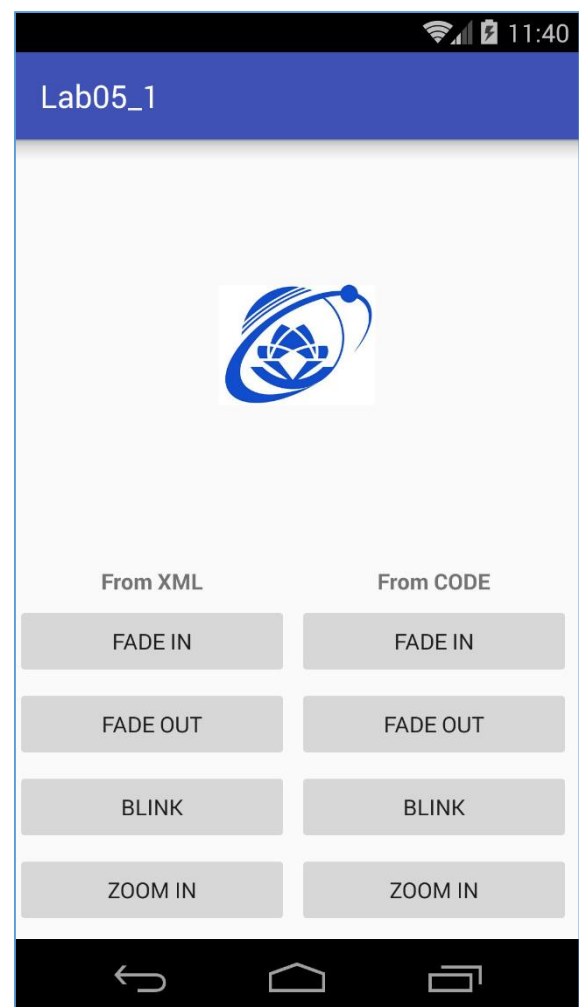 11:40
Lab05_1
From XML From CODE
FADE IN FADE IN
FADE OUT FADE OUT
BLINK BLINK
ZOOM IN ZOOM IN